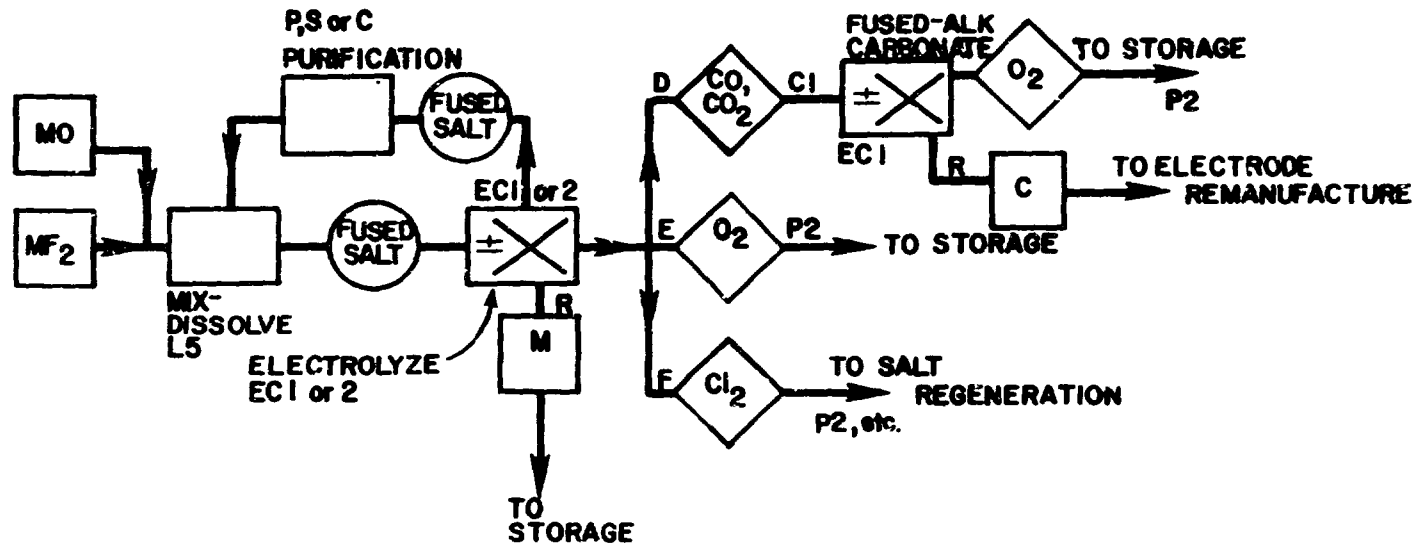 P,S or C
PURIFICATION
FUSED
SALT
MO
MF2
MIX-
DISSOLVE
L5
FUSED
SALT
EC1 or 2
±
R
M
ELECTROLYZE
EC1 or 2
TO
STORAGE
D
CO,
CO2
C1
FUSED-ALK
CARBONATE
±
EC1
O2
TO STORAGE
P2
R
C
TO ELECTRODE
REMANUFACTURE
E
O2
P2
TO STORAGE
F
Cl2
TO SALT
REGENERATION
P2, etc.